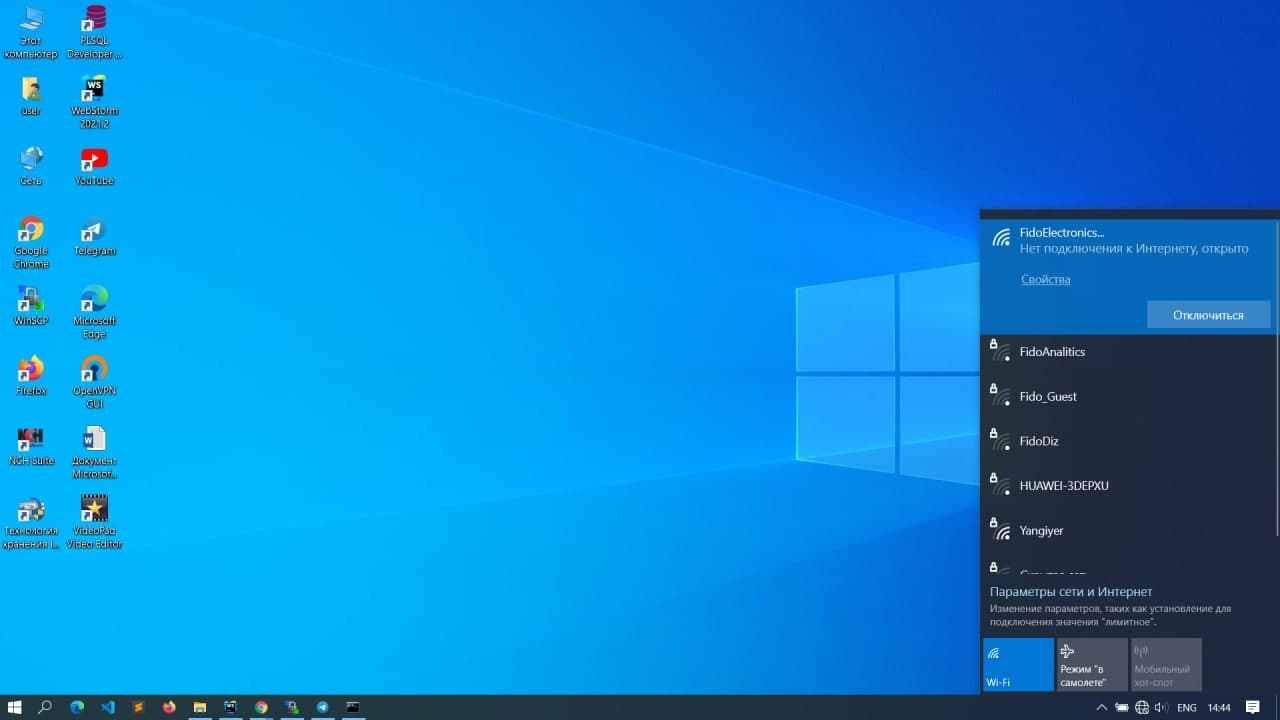 Этот
компьютер
PLSQL
Developer ...
user
WebStorm
2021.2
Сеть
YouTube
Google
Chrome
Telegram
WinSCP
Microsoft
Edge
Firefox
OpenVPN
GUI
NCH Suite
Документ
Microsof...
Технология
хранения I...
VideoPad
Video Editor
FidoElectronics...
Нет подключения к Интернету, открыто
Свойства
Отключиться
FidoAnalitics
Fido_Guest
FidoDiz
HUAWEI-3DEPXU
Yangiyer
Параметры сети и Интернет
Изменение параметров, таких как установление для
подключения значения "лимитное".
Wi-Fi
Режим "в
самолете"
Мобильный
хот-спот
ENG
14:44